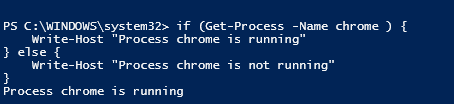 PS C:\WINDOWS\system32> if (Get-Process -Name chrome ) {
    Write-Host "Process chrome is running"
} else {
    Write-Host "Process chrome is not running"
}
Process chrome is running